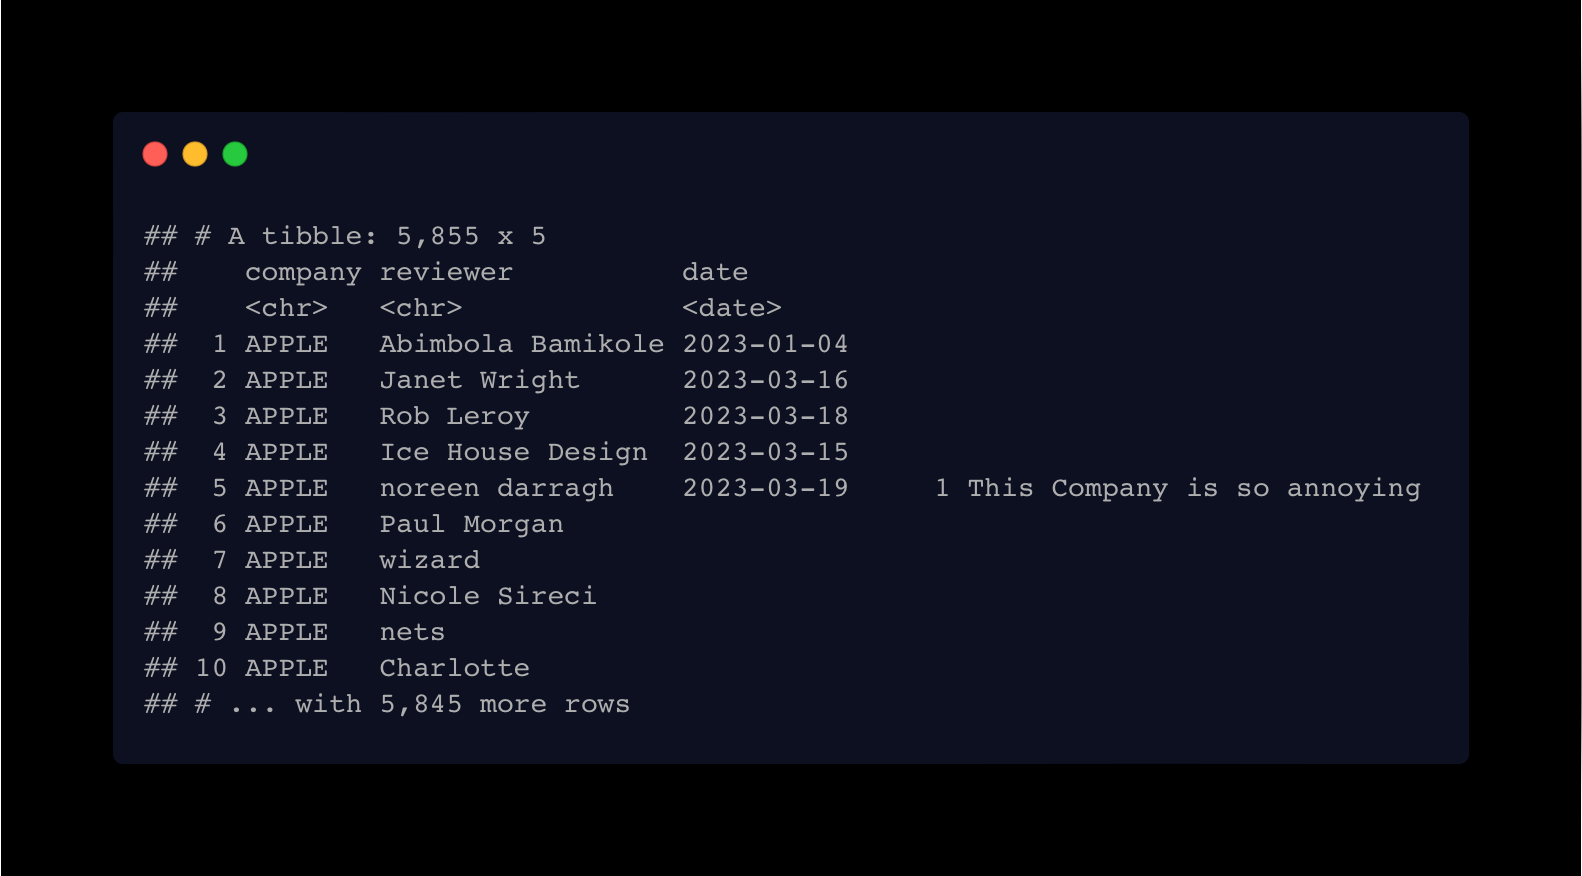 ## # A tibble: 5,855 x 5
##    company reviewer          date
##    <chr>   <chr>             <date>
##  1 APPLE   Abimbola Bamikole 2023-01-04
##  2 APPLE   Janet Wright      2023-03-16
##  3 APPLE   Rob Leroy         2023-03-18
##  4 APPLE   Ice House Design  2023-03-15
##  5 APPLE   noreen darragh    2023-03-19     1 This Company is so annoying
##  6 APPLE   Paul Morgan
##  7 APPLE   wizard
##  8 APPLE   Nicole Sireci
##  9 APPLE   nets
## 10 APPLE   Charlotte
## # ... with 5,845 more rows